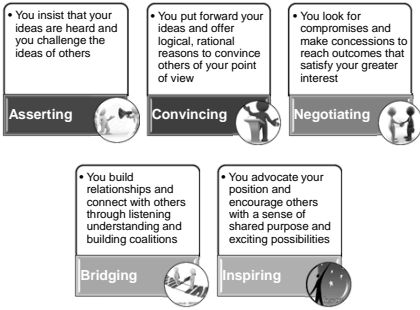 • You insist that your
ideas are heard and
you challenge the
ideas of others
Asserting
• You put forward your
ideas and offer
logical, rational
reasons to convince
others of your point
of view
Convincing
• You look for
compromises and
make concessions to
reach outcomes that
satisfy your greater
interest
Negotiating
• You build
relationships and
connect with others
through listening
understanding and
building coalitions
Bridging
• You advocate your
position and
encourage others
with a sense of
shared purpose and
exciting possibilities
Inspiring